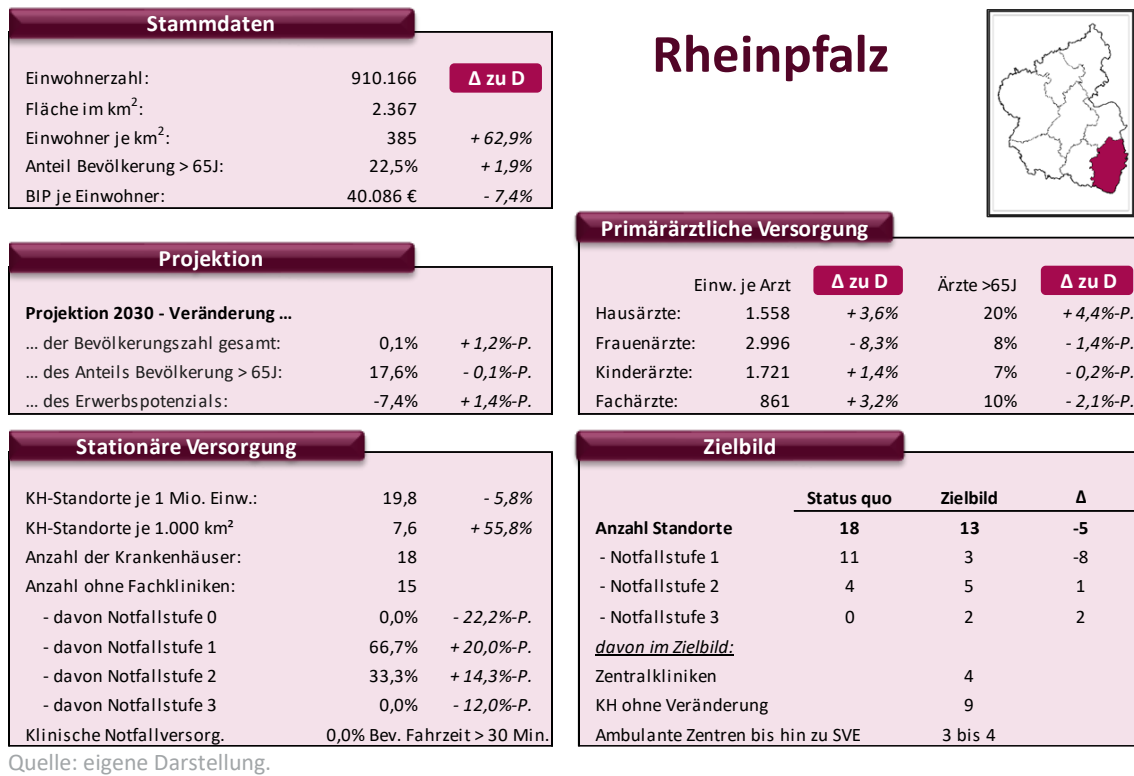 Rheinpfalz
Stammdaten
Δ zu D
Einwohnerzahl: 910.166
Fläche im km²: 2.367
Einwohner je km²: 385 + 62,9%
Anteil Bevölkerung > 65J: 22,5% + 1,9%
BIP je Einwohner: 40.086 € - 7,4%
Projektion
Projektion 2030 - Veränderung ...
... der Bevölkerungszahl gesamt: 0,1% + 1,2%-P.
... des Anteils Bevölkerung > 65J: 17,6% - 0,1%-P.
... des Erwerbspotenzials: -7,4% + 1,4%-P.
Primärärztliche Versorgung
Einw. je Arzt Δ zu D Ärzte >65J Δ zu D
Hausärzte: 1.558 + 3,6% 20% + 4,4%-P.
Frauenärzte: 2.996 - 8,3% 8% - 1,4%-P.
Kinderärzte: 1.721 + 1,4% 7% - 0,2%-P.
Fachärzte: 861 + 3,2% 10% - 2,1%-P.
Stationäre Versorgung
KH-Standorte je 1 Mio. Einw.: 19,8 - 5,8%
KH-Standorte je 1.000 km² 7,6 + 55,8%
Anzahl der Krankenhäuser: 18
Anzahl ohne Fachkliniken: 15
- davon Notfallstufe 0 0,0% - 22,2%-P.
- davon Notfallstufe 1 66,7% + 20,0%-P.
- davon Notfallstufe 2 33,3% + 14,3%-P.
- davon Notfallstufe 3 0,0% - 12,0%-P.
Klinische Notfallversorg. 0,0% Bev. Fahrzeit > 30 Min.
Zielbild
Status quo Zielbild Δ
Anzahl Standorte 18 13 -5
- Notfallstufe 1 11 3 -8
- Notfallstufe 2 4 5 1
- Notfallstufe 3 0 2 2
davon im Zielbild:
Zentralkliniken 4
KH ohne Veränderung 9
Ambulante Zentren bis hin zu SVE 3 bis 4
Quelle: eigene Darstellung.